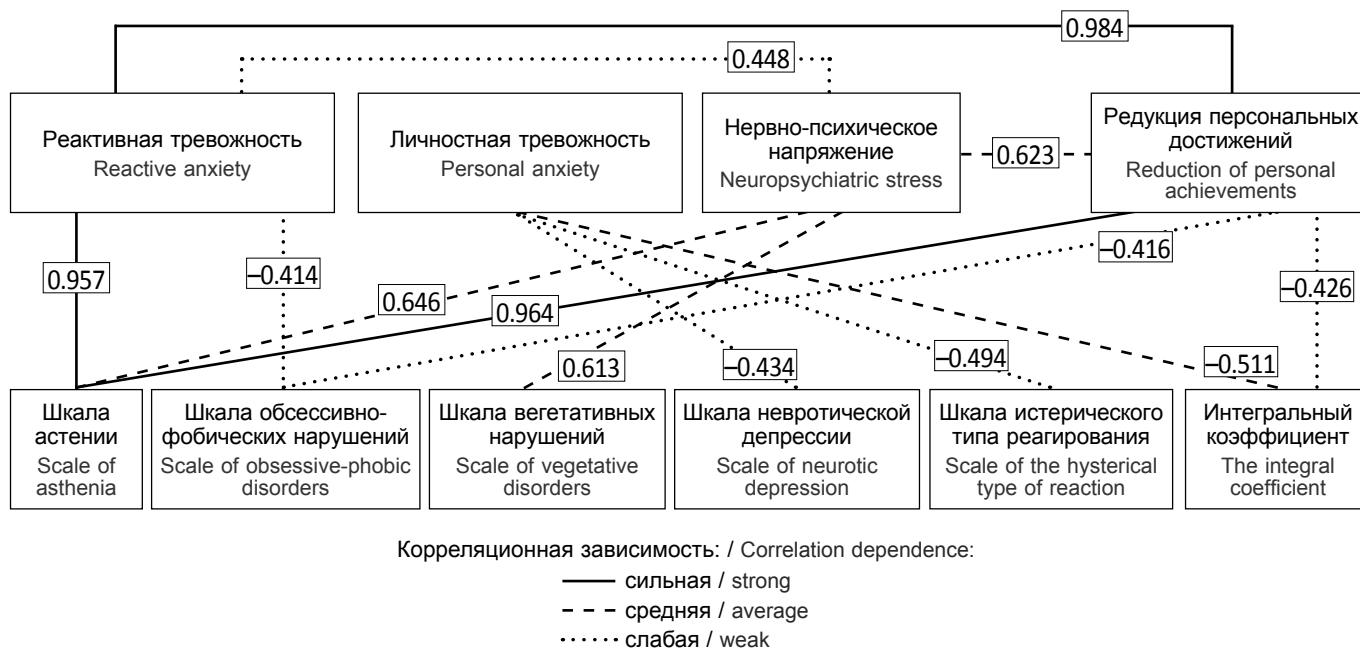 0.984
0.448
Реактивная тревожность
Reactive anxiety
Личностная тревожность
Personal anxiety
Нервно-психическое
напряжение
Neuropsychiatric stress
0.623
Редукция персональных
достижений
Reduction of personal
achievements
0.957
−0.414
0.646
0.964
0.613
−0.434
−0.494
−0.416
−0.511
−0.426
Шкала
астении
Scale of
asthenia
Шкала обсессивно-
фобических нарушений
Scale of obsessive-phobic
disorders
Шкала вегетативных
нарушений
Scale of vegetative
disorders
Шкала невротической
депрессии
Scale of neurotic
depression
Шкала истерического
типа реагирования
Scale of the hysterical
type of reaction
Интегральный
коэффициент
The integral
coefficient
Корреляционная зависимость: / Correlation dependence:
сильная / strong
средняя / average
слабая / weak